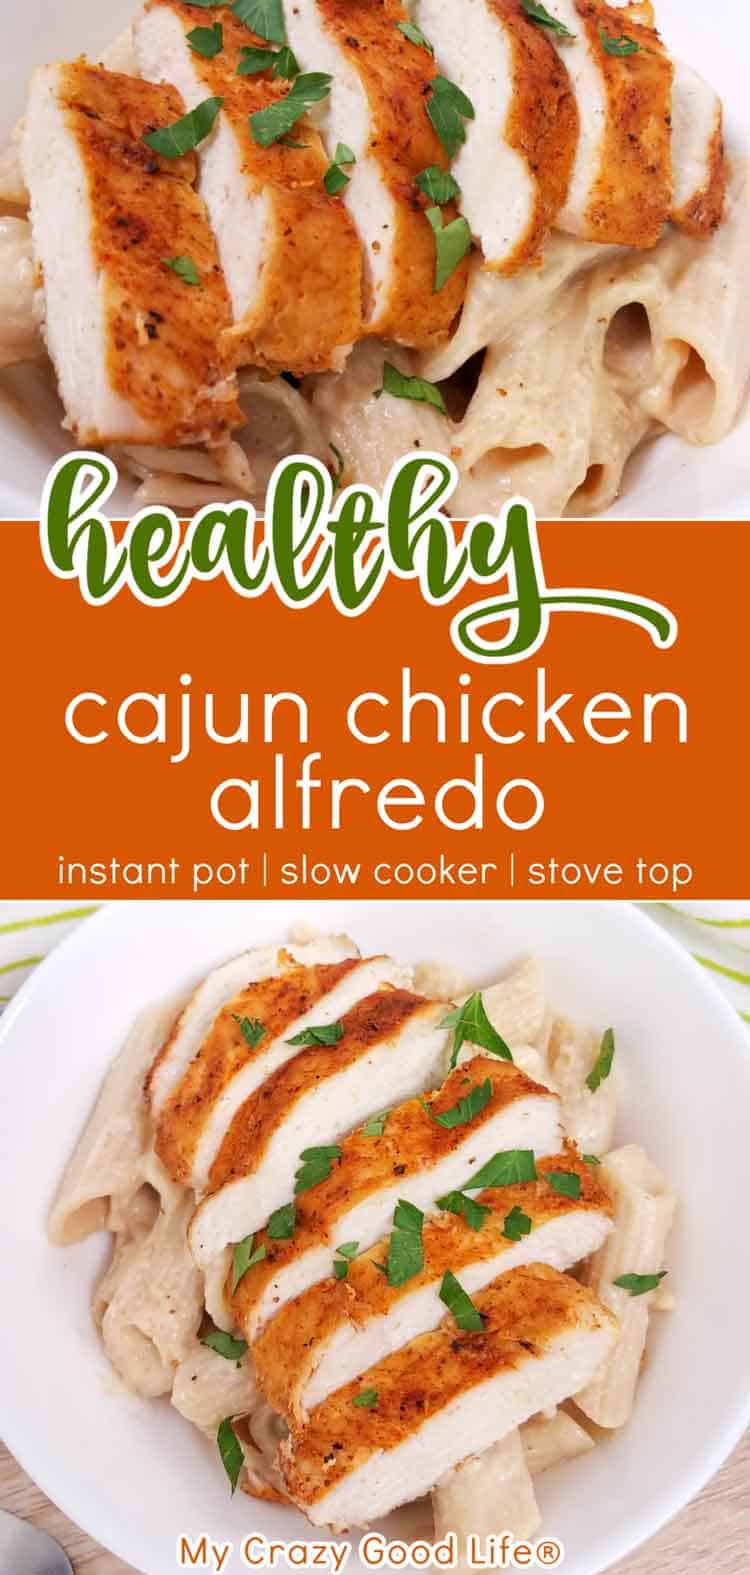 healthy
cajun chicken
alfredo
instant pot | slow cooker | stove top
My Crazy Good Life®